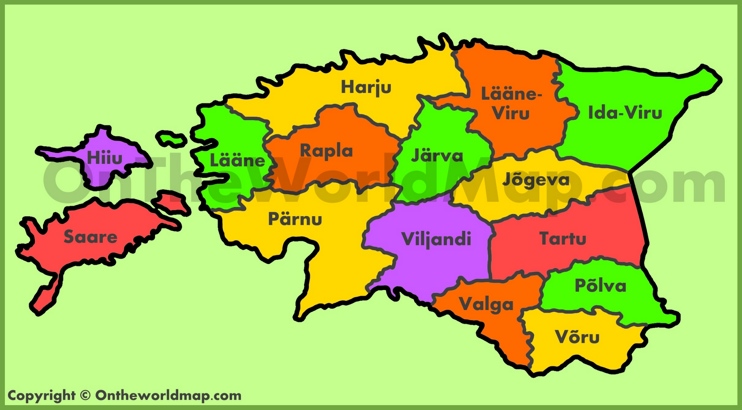 Harju
Lääne-
Viru
Ida-Viru
Hiiu
Lääne
Rapla
Järva
Jõgeva
OnTheWorldMap.com
Saare
Pärnu
Viljandi
Tartu
Põlva
Valga
Võru
Copyright © Ontheworldmap.com